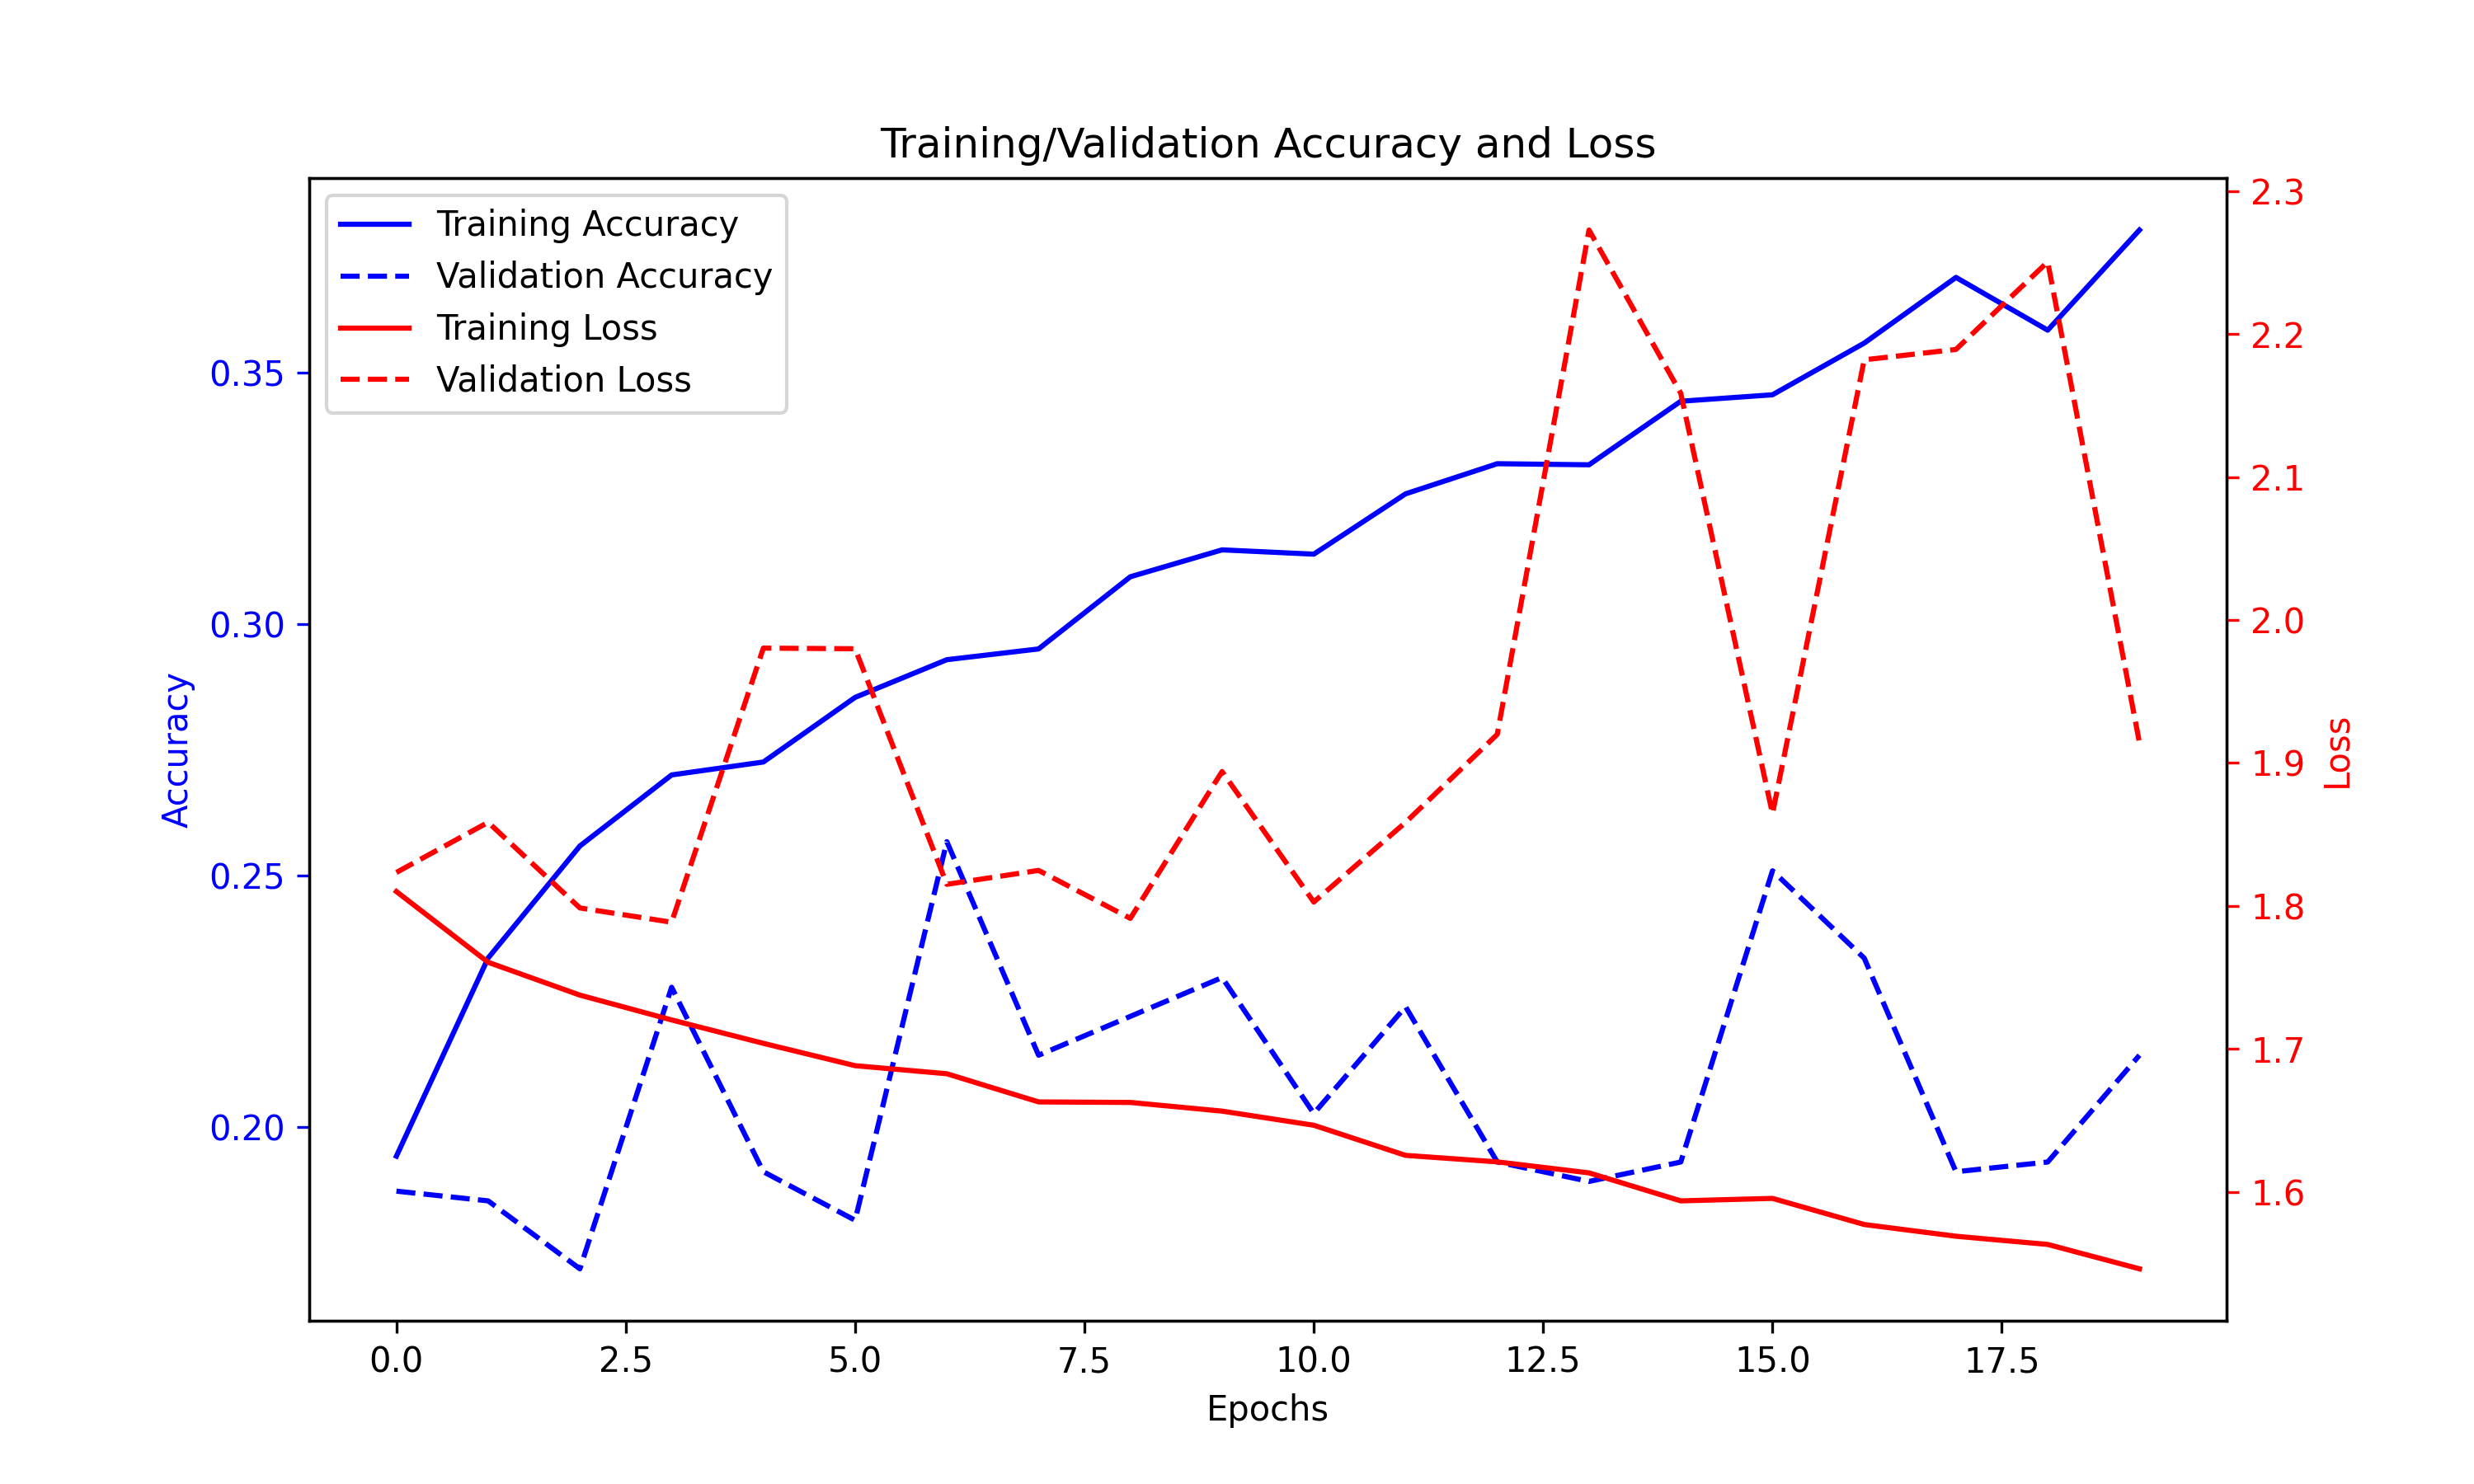 Training/Validation Accuracy and Loss
Training Accuracy
Validation Accuracy
Training Loss
Validation Loss
0.35
0.30
0.25
0.20
Accuracy
2.3
2.2
2.1
2.0
1.9
1.8
1.7
1.6
Loss
0.0 2.5 5.0 7.5 10.0 12.5 15.0 17.5
Epochs